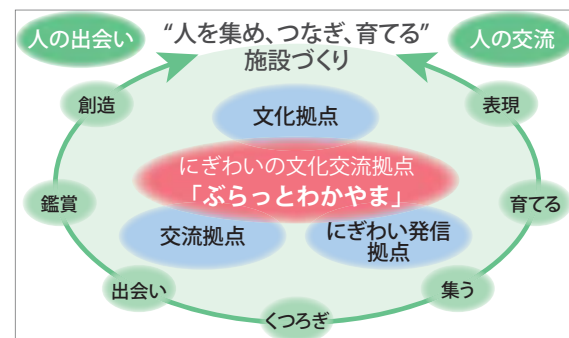 人の出会い
“人を集め、つなぎ、育てる”
施設づくり
人の交流
創造
表現
文化拠点
にぎわいの文化交流拠点
「ぶらっとわかやま」
鑑賞
育てる
交流拠点
にぎわい発信
拠点
出会い
集う
くつろぎ